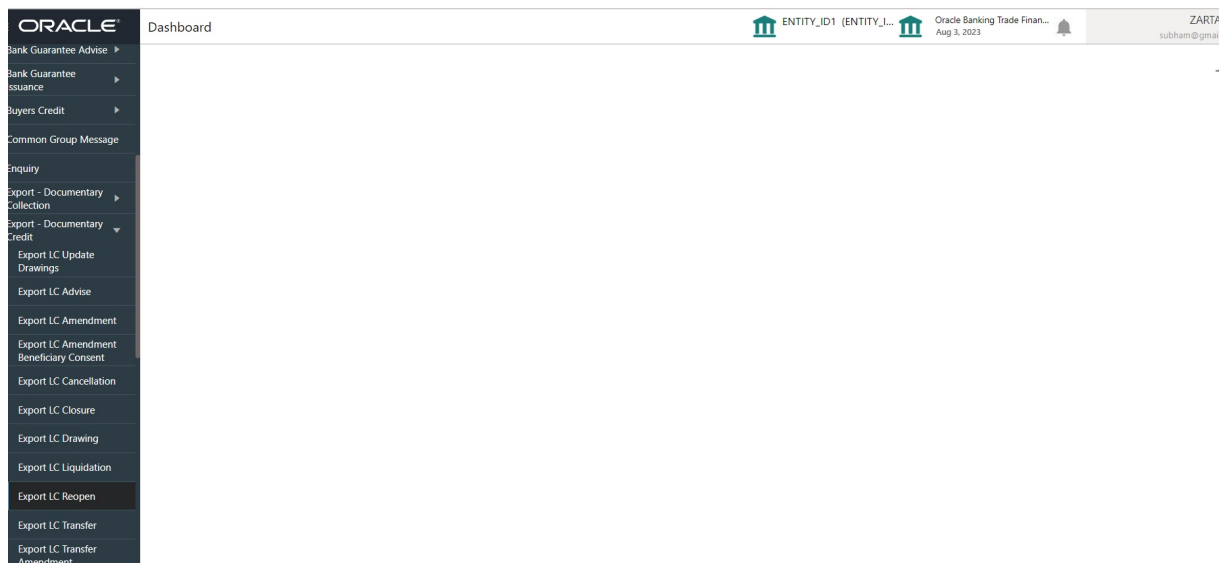 ORACLE
Dashboard
ENTITY_ID1 (ENTITY_I...
Oracle Banking Trade Finan...
Aug 3, 2023
ZARTA
subham@gmai
Bank Guarantee Advise
Bank Guarantee
ssuance
Buyers Credit
Common Group Message
Enquiry
Export - Documentary
Collection
Export - Documentary
Credit
Export LC Update
Drawings
Export LC Advise
Export LC Amendment
Export LC Amendment
Beneficiary Consent
Export LC Cancellation
Export LC Closure
Export LC Drawing
Export LC Liquidation
Export LC Reopen
Export LC Transfer
Export LC Transfer
Amendment